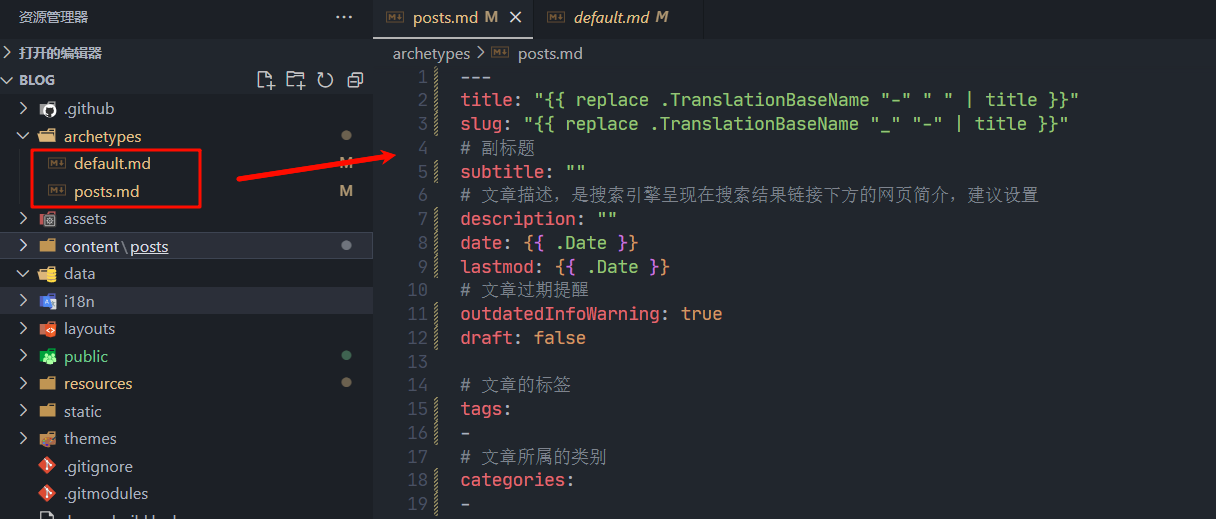 资源管理器
···
打开的编辑器
BLOG
.github
archetypes
default.md M
posts.md M
assets
content\posts
data
i18n
layouts
public
resources
static
themes
.gitignore
.gitmodules
posts.md M
default.md M
archetypes > posts.md
1 ---
2 title: "{{ replace .TranslationBaseName "-" " " | title }}"
3 slug: "{{ replace .TranslationBaseName "_" "-" | title }}"
4 # 副标题
5 subtitle: ""
6 # 文章描述，是搜索引擎呈现在搜索结果链接下方的网页简介，建议设置
7 description: ""
8 date: {{ .Date }}
9 lastmod: {{ .Date }}
10 # 文章过期提醒
11 outdatedInfoWarning: true
12 draft: false
13
14 # 文章的标签
15 tags:
16 -
17 # 文章所属的类别
18 categories:
19 -